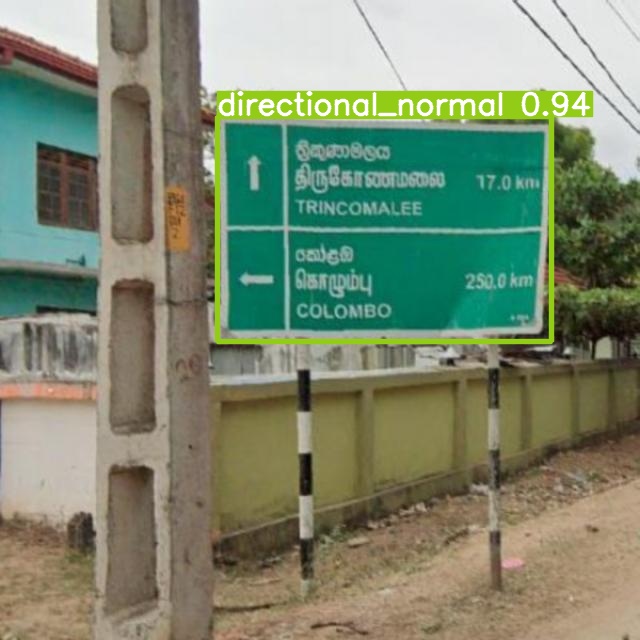 directional_normal 0.94
ත්‍රිකුණාමලය
திருகோணமலை 17.0 km
TRINCOMALEE
කොළඹ
கொழும்பு 250.0 km
COLOMBO